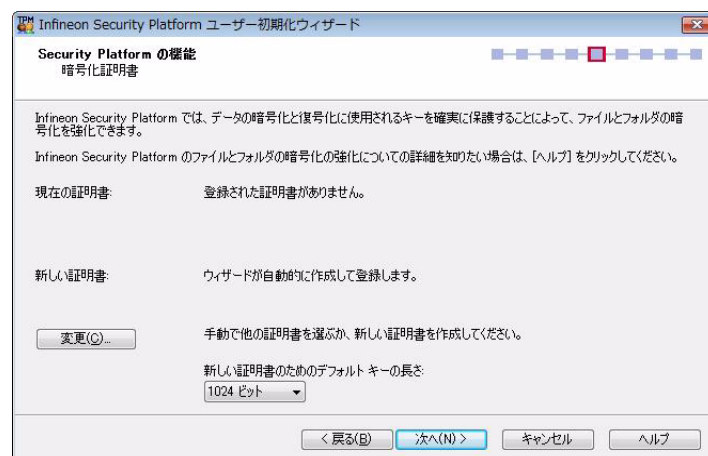 TPM Infineon Security Platform ユーザー初期化ウィザード
Security Platform の機能
暗号化証明書
Infineon Security Platform では、データの暗号化と復号化に使用されるキーを確実に保護することによって、ファイルとフォルダの暗
号化を強化できます。
Infineon Security Platform のファイルとフォルダの暗号化の強化についての詳細を知りたい場合は、[ヘルプ] をクリックしてください。
現在の証明書: 登録された証明書がありません。
新しい証明書: ウィザードが自動的に作成して登録します。
変更(C)... 手動で他の証明書を選ぶか、新しい証明書を作成してください。
新しい証明書のためのデフォルト キーの長さ:
1024 ビット
< 戻る(B) 次へ(N) > キャンセル ヘルプ